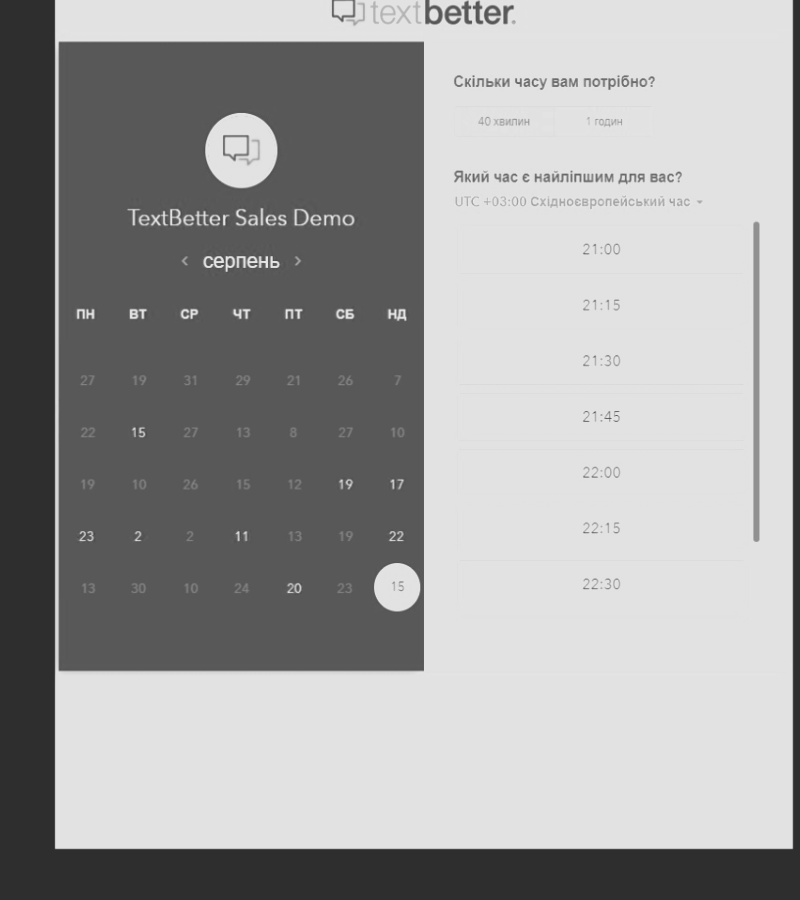 textbetter.
TextBetter Sales Demo
‹ серпень ›
ПН ВТ СР ЧТ ПТ СБ НД
27 19 31 29 21 26 7
22 15 27 13 8 27 10
19 10 26 15 12 19 17
23 2 2 11 13 19 22
13 30 10 24 20 23 15
Скільки часу вам потрібно?
40 хвилин 1 годин
Який час є найліпшим для вас?
UTC +03:00 Східноєвропейський час
21:00
21:15
21:30
21:45
22:00
22:15
22:30